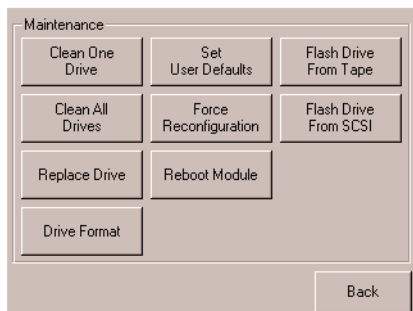 Maintenance
Clean One
Drive
Set
User Defaults
Flash Drive
From Tape
Clean All
Drives
Force
Reconfiguration
Flash Drive
From SCSI
Replace Drive
Reboot Module
Drive Format
Back